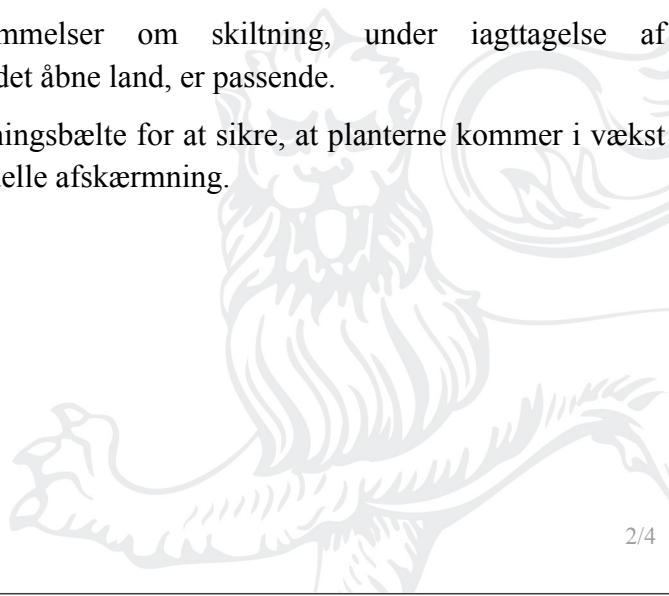 mmelser om skiltning, under iagttagelse af
det åbne land, er passende.
ningsbælte for at sikre, at planterne kommer i vækst
elle afskærmning.
2/4